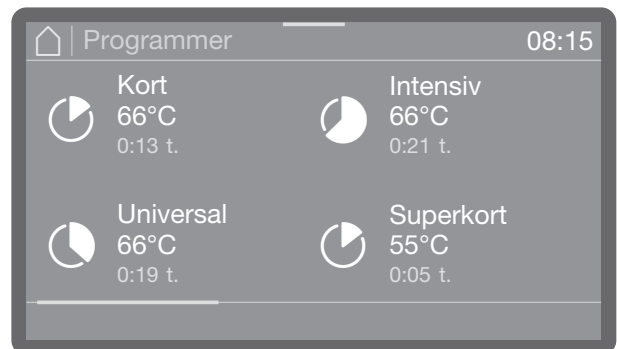 Programmer 08:15
Kort
66°C
0:13 t.
Intensiv
66°C
0:21 t.
Universal
66°C
0:19 t.
Superkort
55°C
0:05 t.